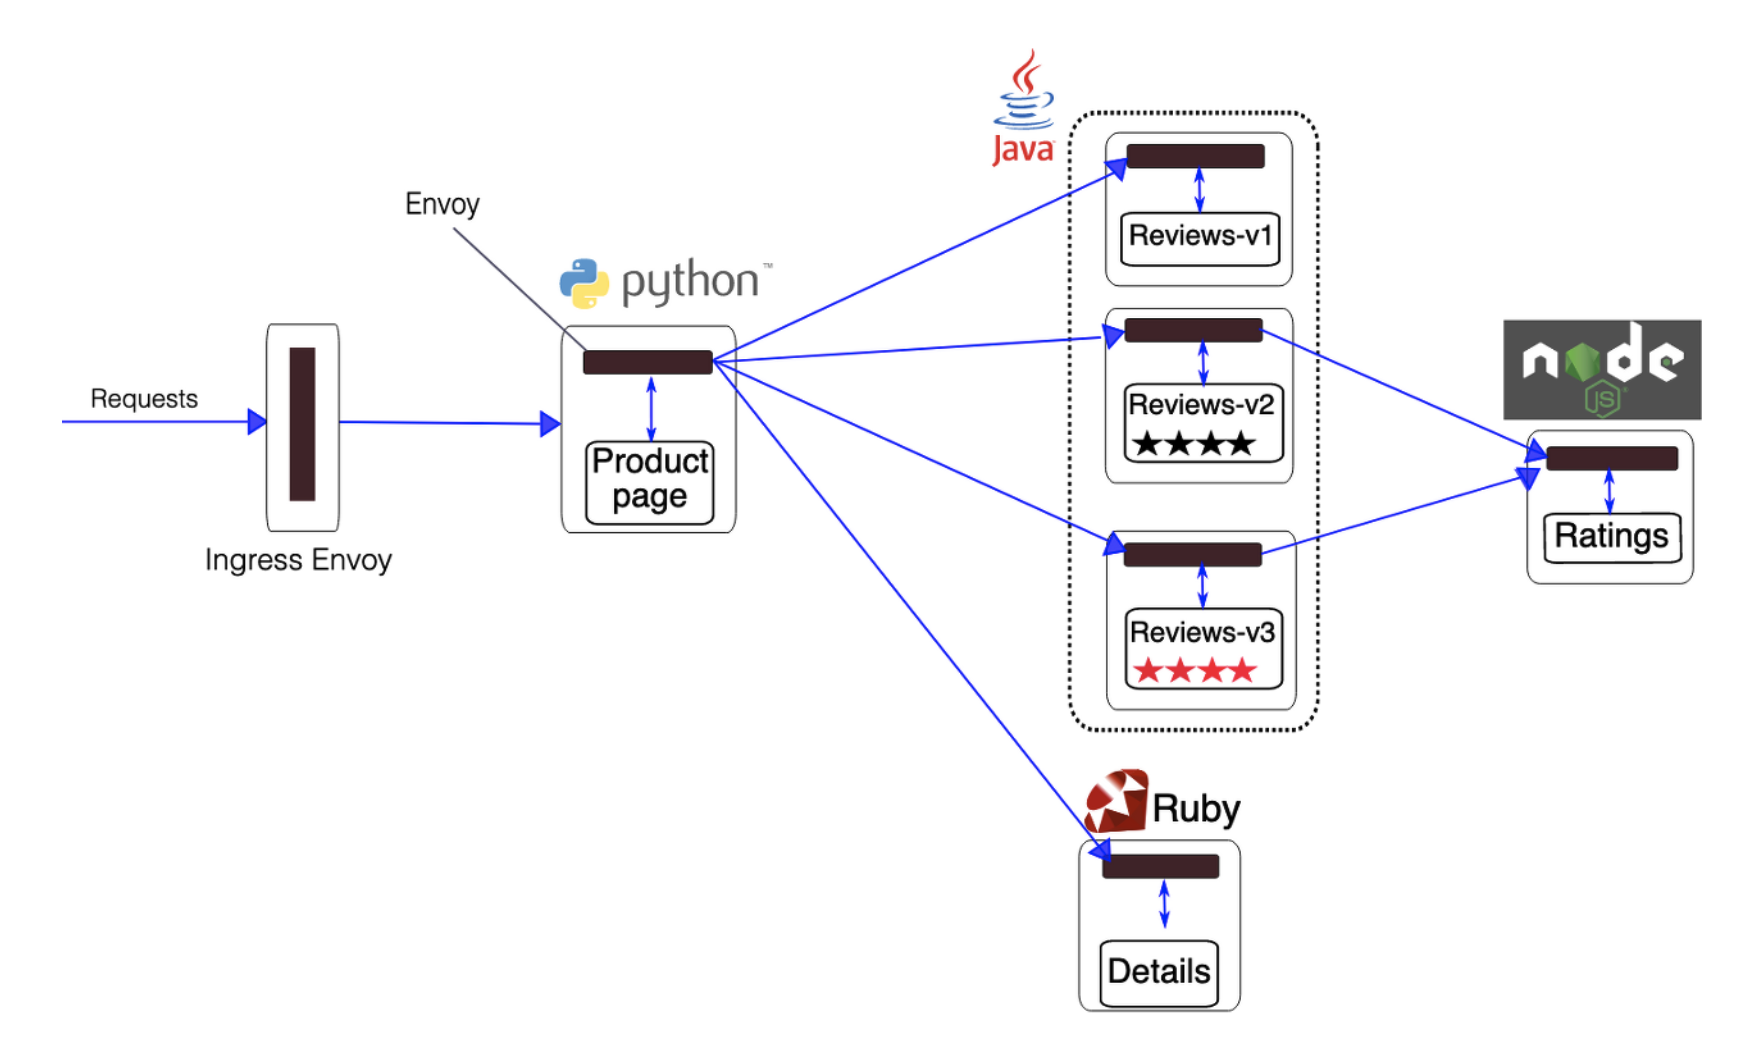 Java
Envoy
python™
Requests
Ingress Envoy
Product
page
Reviews-v1
Reviews-v2
Reviews-v3
node
JS
Ratings
Ruby
Details